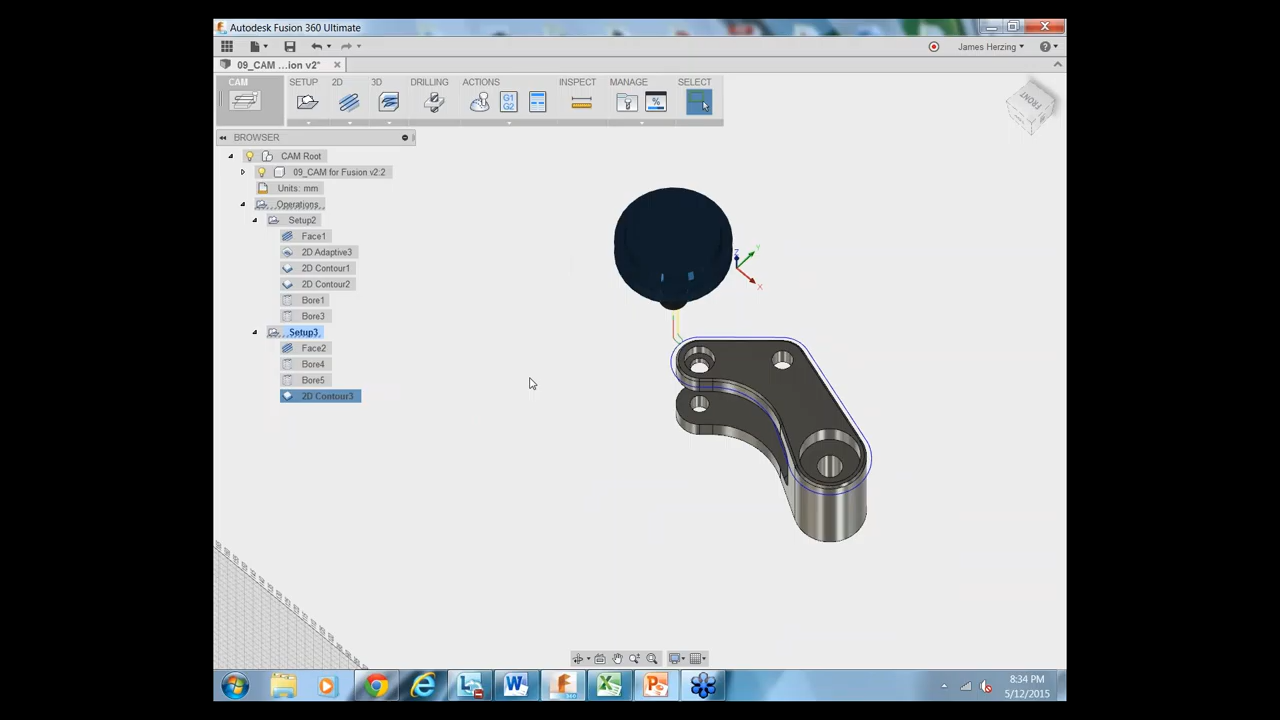 Autodesk Fusion 360 Ultimate
James Herzing
09_CAM ...ion v2*
CAM
SETUP
2D
3D
DRILLING
ACTIONS
INSPECT
MANAGE
SELECT
G1
G2
%
FRONT
BROWSER
CAM Root
09_CAM for Fusion v2:2
Units: mm
Operations
Setup2
Face1
2D Adaptive3
2D Contour1
2D Contour2
Bore1
Bore3
Setup3
Face2
Bore4
Bore5
2D Contour3
Z
Y
X
8:34 PM
5/12/2015